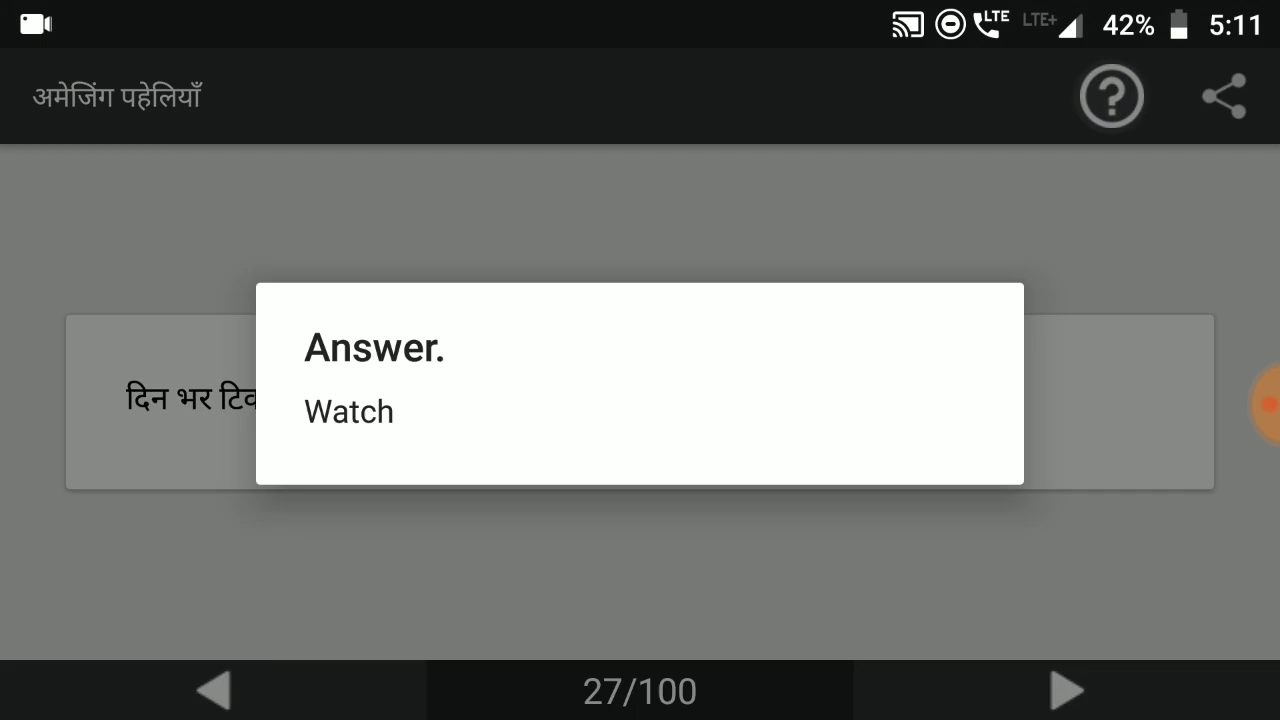 LTE LTE+ 42% 5:11
अमेजिंग पहेलियाँ
Answer.
दिन भर
Watch
27/100